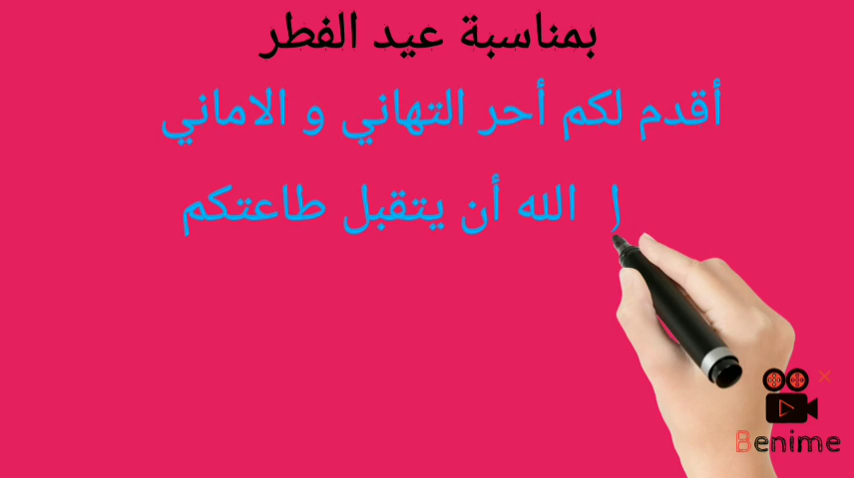 بمناسبة عيد الفطر
أقدم لكم أحر التهاني و الاماني
الله أن يتقبل طاعتكم
Benime